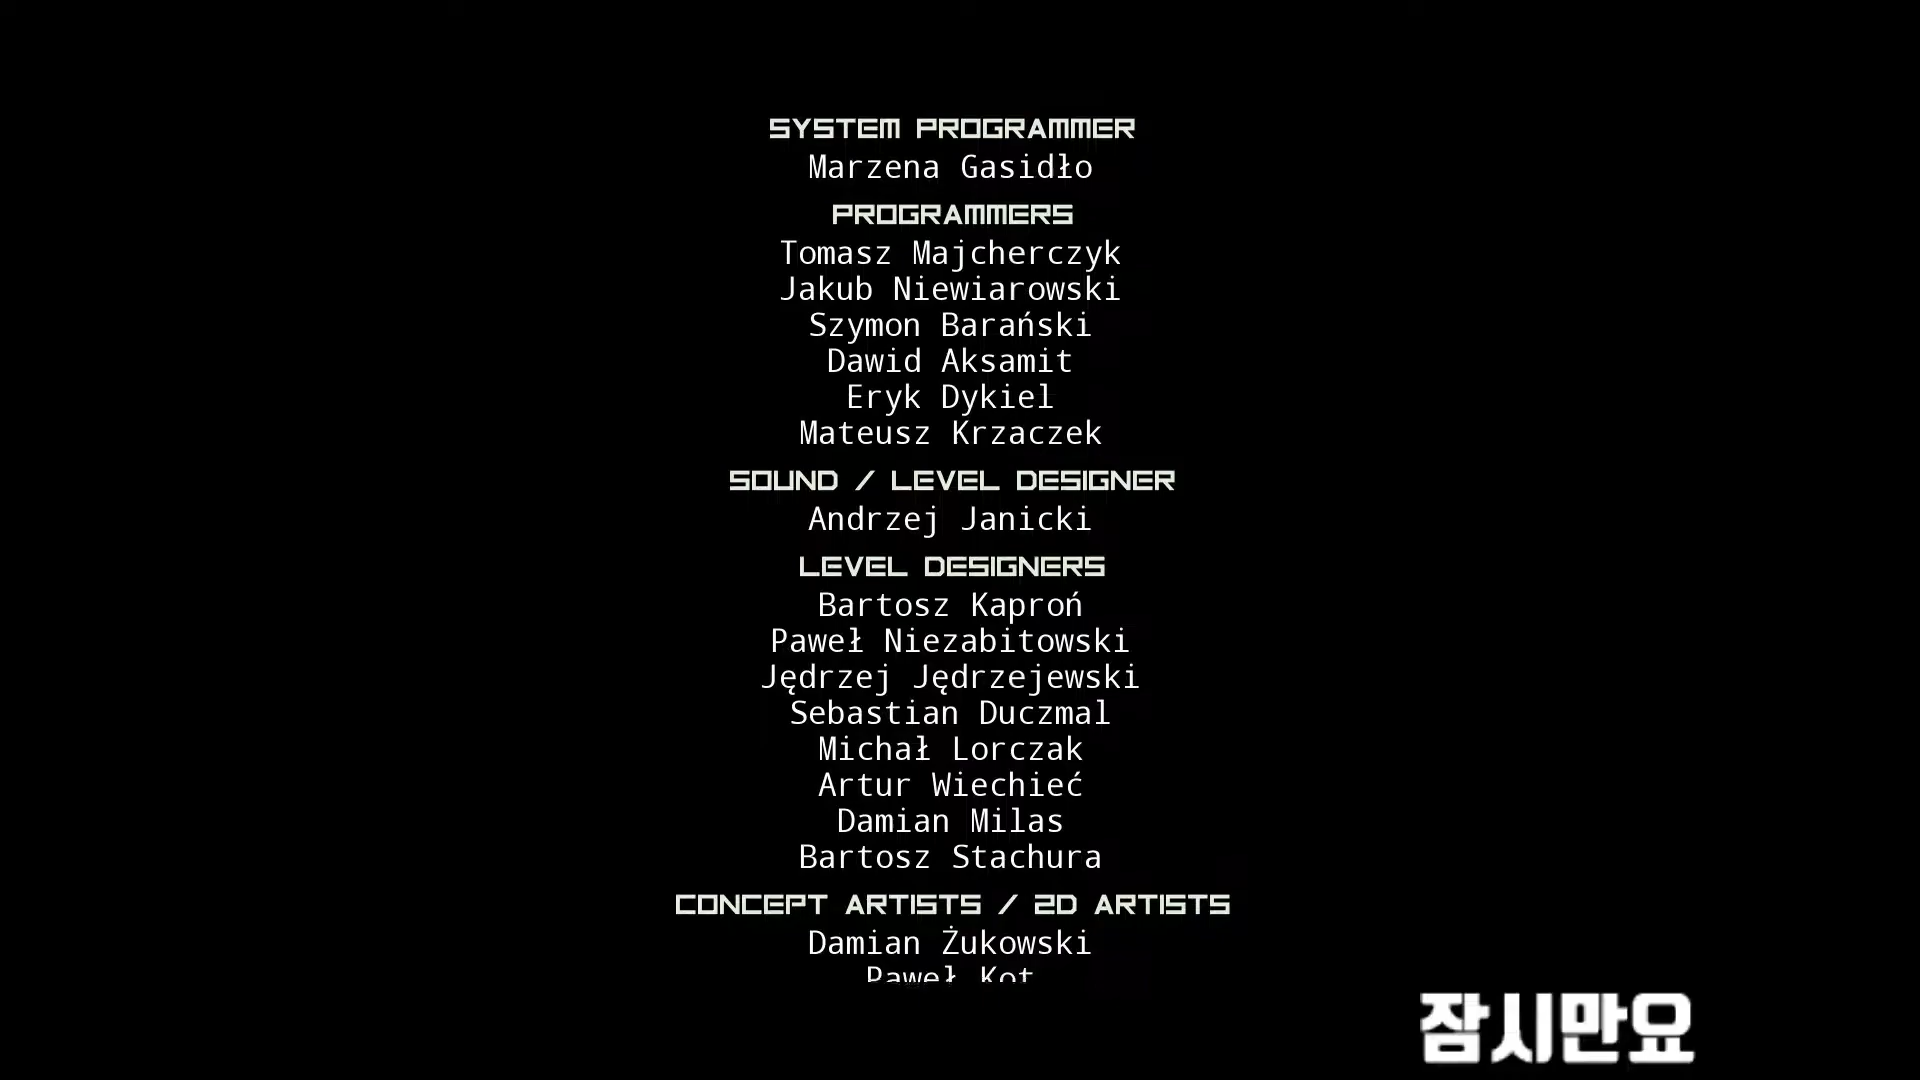 SYSTEM PROGRAMMER
Marzena Gasidło
PROGRAMMERS
Tomasz Majcherczyk
Jakub Niewiarowski
Szymon Barański
Dawid Aksamit
Eryk Dykiel
Mateusz Krzaczek
SOUND / LEVEL DESIGNER
Andrzej Janicki
LEVEL DESIGNERS
Bartosz Kaproń
Paweł Niezabitowski
Jędrzej Jędrzejewski
Sebastian Duczmal
Michał Lorczak
Artur Wiechieć
Damian Milas
Bartosz Stachura
CONCEPT ARTISTS / 2D ARTISTS
Damian Żukowski
Paweł Kot
잠시만요